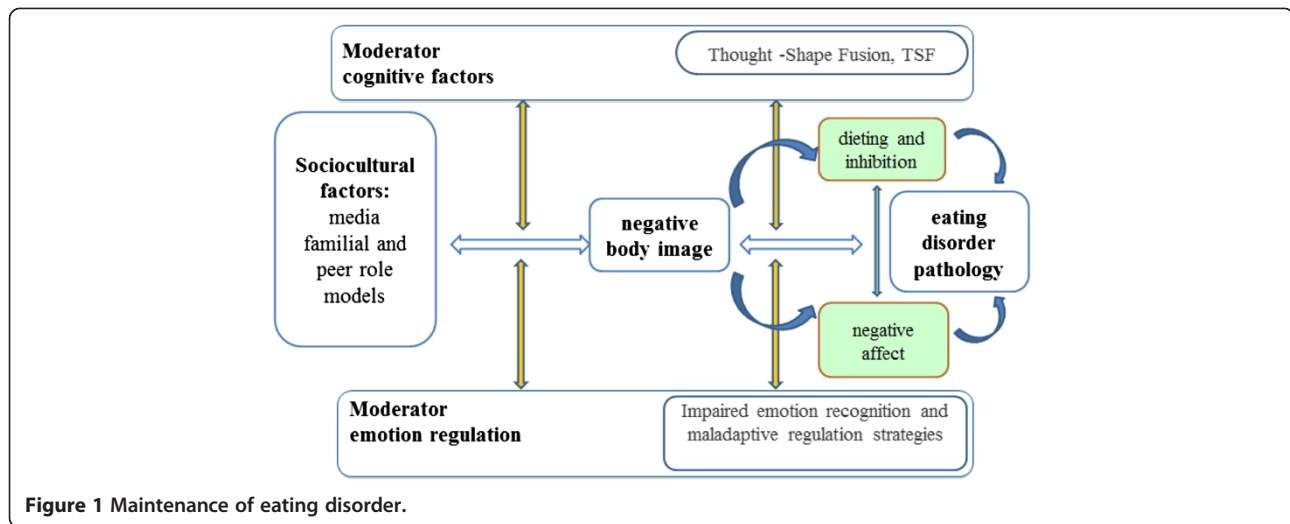 Moderator
cognitive factors
Thought -Shape Fusion, TSF
Sociocultural
factors:
media
familial and
peer role
models
negative
body image
dieting and
inhibition
eating
disorder
pathology
negative
affect
Moderator
emotion regulation
Impaired emotion recognition and
maladaptive regulation strategies
Figure 1 Maintenance of eating disorder.